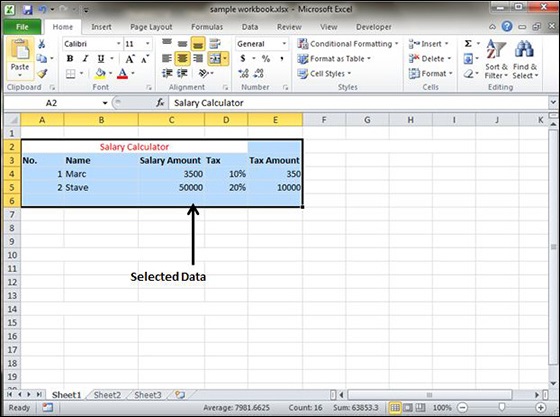 sample workbook.xlsx - Microsoft Excel
File Home Insert Page Layout Formulas Data Review View Developer
Paste
Calibri 11
B I U
A A
General
$ % ,
Conditional Formatting
Format as Table
Cell Styles
Insert
Delete
Format
Σ
Sort & Filter
Find & Select
Clipboard Font Alignment Number Styles Cells Editing
A2 fx Salary Calculator
A B C D E F G H I J K
1
2 Salary Calculator
3 No. Name Salary Amount Tax Tax Amount
4 1 Marc 3500 10% 350
5 2 Stave 50000 20% 10000
6
7
8
9
10
11
Selected Data
12
13
14
15
16
17
18
19
Sheet1 Sheet2 Sheet3
Ready Average: 7981.6625 Count: 16 Sum: 63853.3 100%